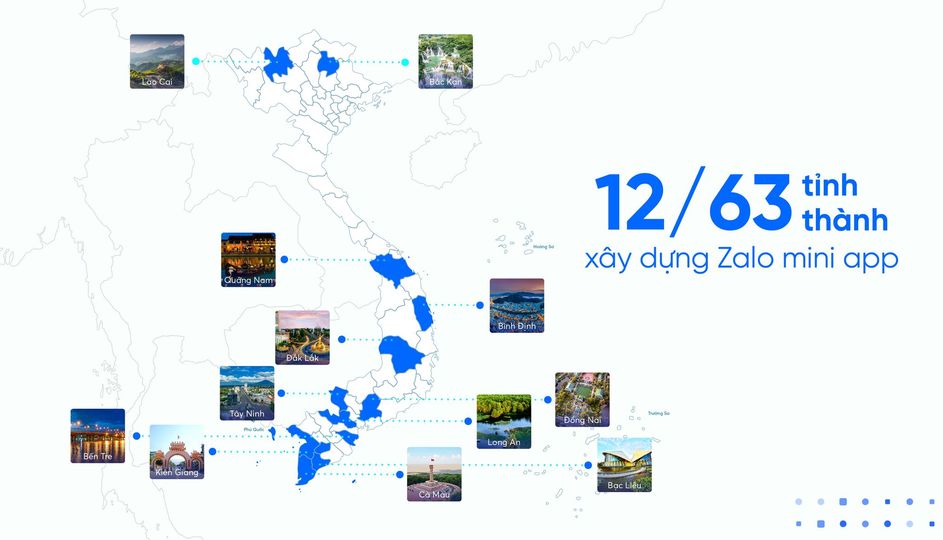 Lào Cai
Bắc Kạn
12/63 tỉnh thành
xây dựng Zalo mini app
Hoàng Sa
Quảng Nam
Bình Định
Đắk Lắk
Tây Ninh
Đồng Nai
Long An
Trường Sa
Bến Tre
Phú Quốc
Kiên Giang
Cà Mau
Bạc Liêu